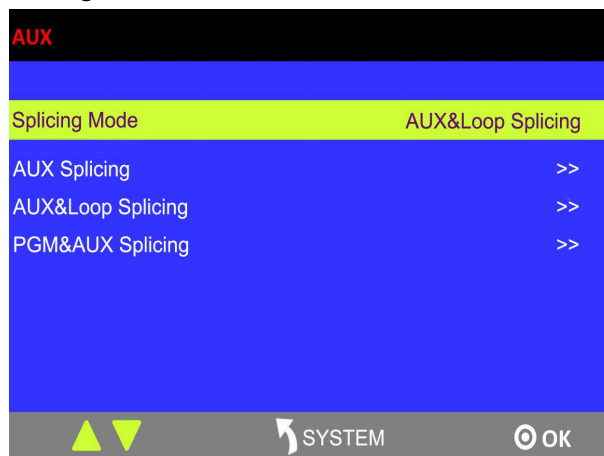 AUX
Splicing Mode AUX&Loop Splicing
AUX Splicing >>
AUX&Loop Splicing >>
PGM&AUX Splicing >>
SYSTEM OK